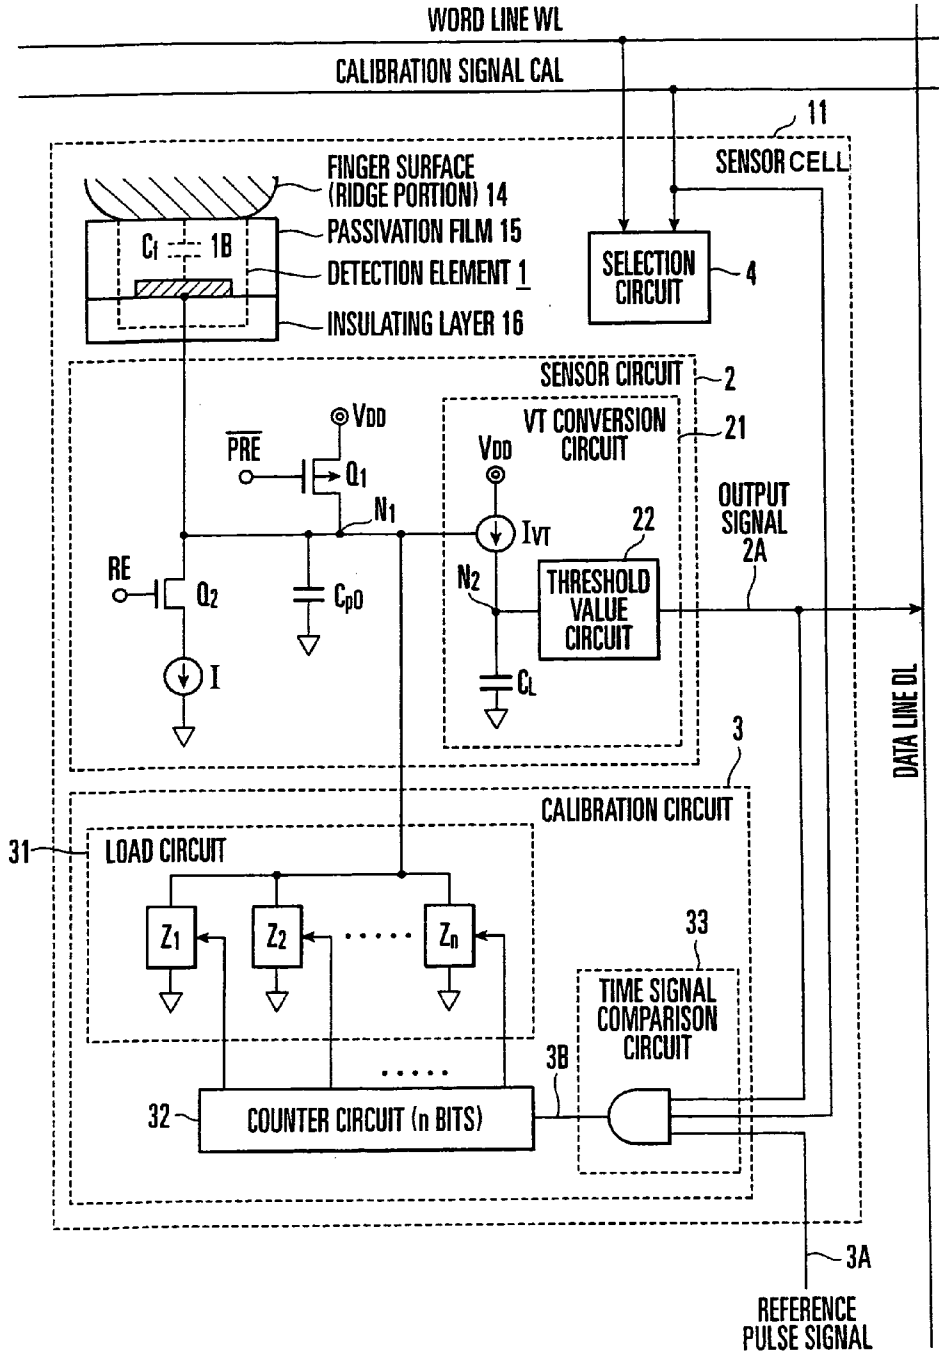 WORD LINE WL
CALIBRATION SIGNAL CAL
11
SENSOR CELL
FINGER SURFACE
(RIDGE PORTION) 14
PASSIVATION FILM 15
Cf
1B
DETECTION ELEMENT 1
INSULATING LAYER 16
SELECTION
CIRCUIT
4
SENSOR CIRCUIT
2
VDD
PRE
Q1
N1
VT CONVERSION
CIRCUIT
21
VDD
IVT
22
OUTPUT
SIGNAL
2A
RE
Q2
Cp0
N2
THRESHOLD
VALUE
CIRCUIT
I
CL
DATA LINE DL
3
CALIBRATION CIRCUIT
31
LOAD CIRCUIT
Z1
Z2
.....
Zn
33
TIME SIGNAL
COMPARISON
CIRCUIT
.....
3B
32
COUNTER CIRCUIT (n BITS)
3A
REFERENCE
PULSE SIGNAL